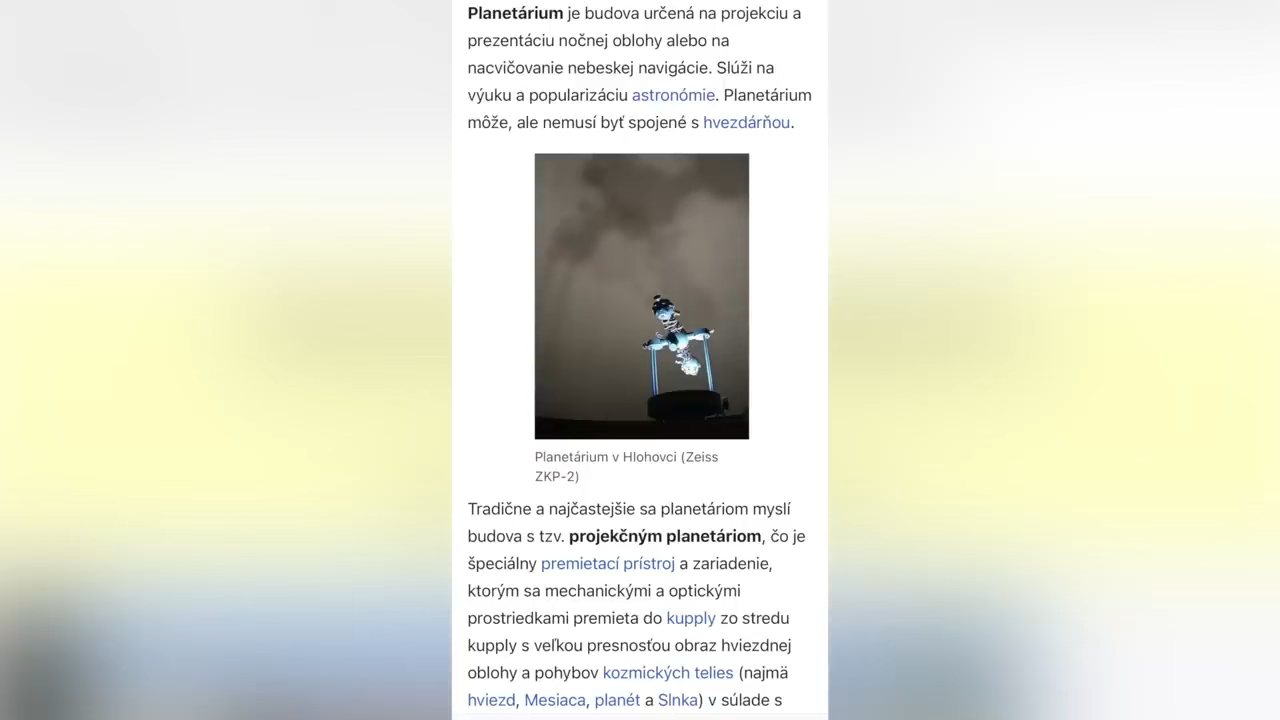 Planetárium je budova určená na projekciu a
prezentáciu nočnej oblohy alebo na
nacvičovanie nebeskej navigácie. Slúži na
výuku a popularizáciu astronómie. Planetárium
môže, ale nemusí byť spojené s hvezdárňou.
Planetárium v Hlohovci (Zeiss
ZKP-2)
Tradične a najčastejšie sa planetáriom myslí
budova s tzv. projekčným planetáriom, čo je
špeciálny premietací prístroj a zariadenie,
ktorým sa mechanickými a optickými
prostriedkami premieta do kupply zo stredu
kupply s veľkou presnosťou obraz hviezdnej
oblohy a pohybov kozmických telies (najmä
hviezd, Mesiaca, planét a Slnka) v súlade s